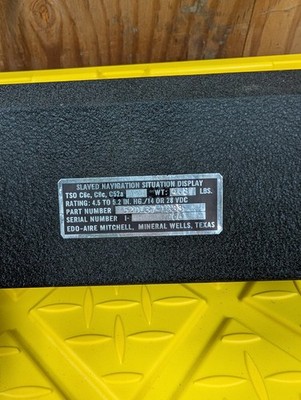 SLAVED NAVIGATION SITUATION DISPLAY
TSO C6c, C9c, C52a WT: LBS.
RATING: 4.5 TO 5.2 IN. HG./14 OR 28 VDC
PART NUMBER
SERIAL NUMBER I-
EDO-AIRE MITCHELL, MINERAL WELLS, TEXAS